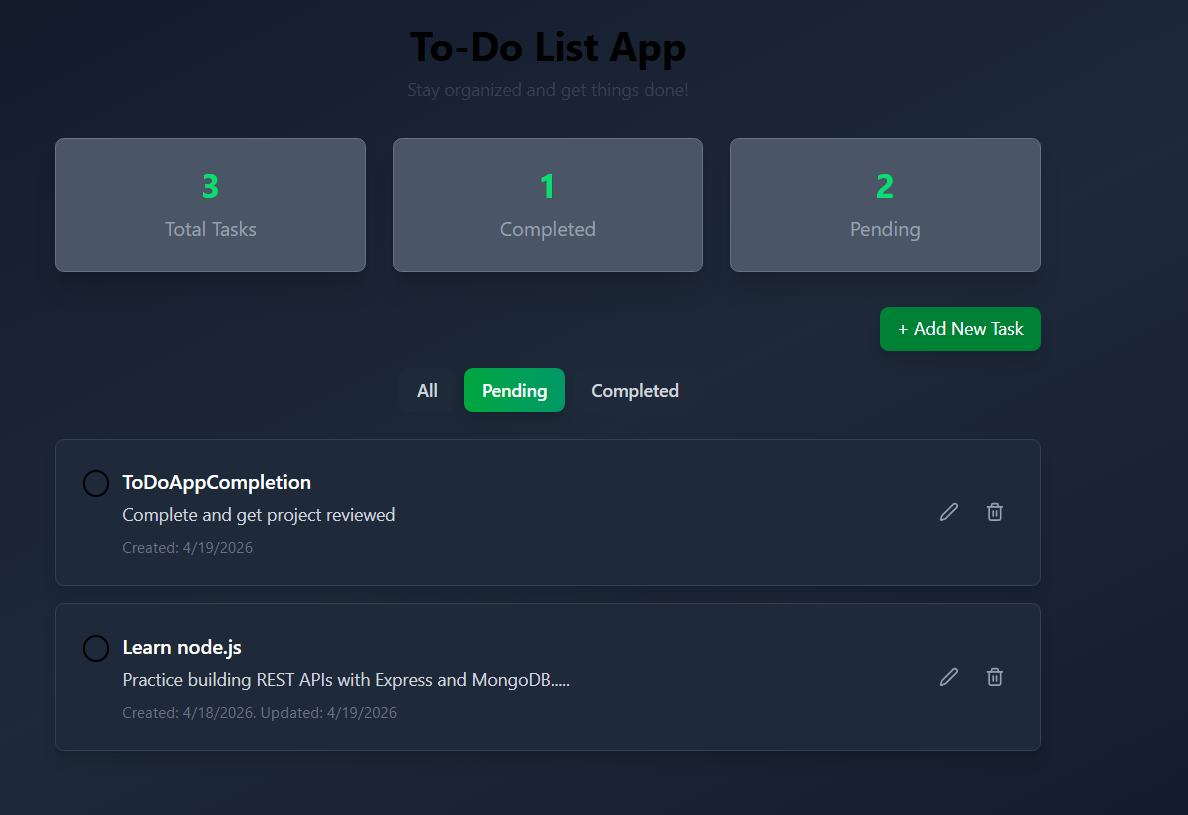 To-Do List App
Stay organized and get things done!
3
Total Tasks
1
Completed
2
Pending
+ Add New Task
All
Pending
Completed
ToDoAppCompletion
Complete and get project reviewed
Created: 4/19/2026
Learn node.js
Practice building REST APIs with Express and MongoDB.....
Created: 4/18/2026. Updated: 4/19/2026